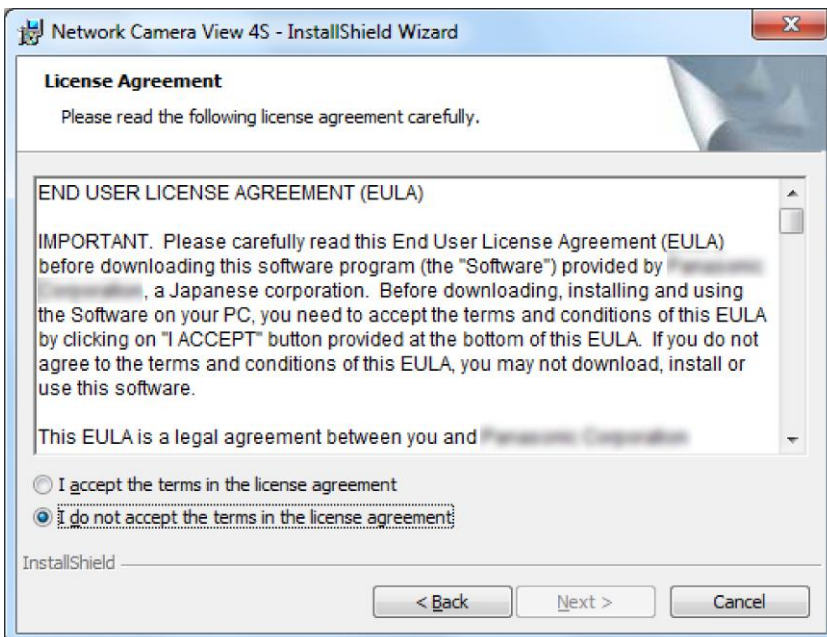 Network Camera View 4S - InstallShield Wizard
License Agreement
Please read the following license agreement carefully.
END USER LICENSE AGREEMENT (EULA)
IMPORTANT.  Please carefully read this End User License Agreement (EULA)
before downloading this software program (the "Software") provided by
, a Japanese corporation.  Before downloading, installing and using
the Software on your PC, you need to accept the terms and conditions of this EULA
by clicking on "I ACCEPT" button provided at the bottom of this EULA.  If you do not
agree to the terms and conditions of this EULA, you may not download, install or
use this software.
This EULA is a legal agreement between you and
I accept the terms in the license agreement
I do not accept the terms in the license agreement
InstallShield
< Back
Next >
Cancel